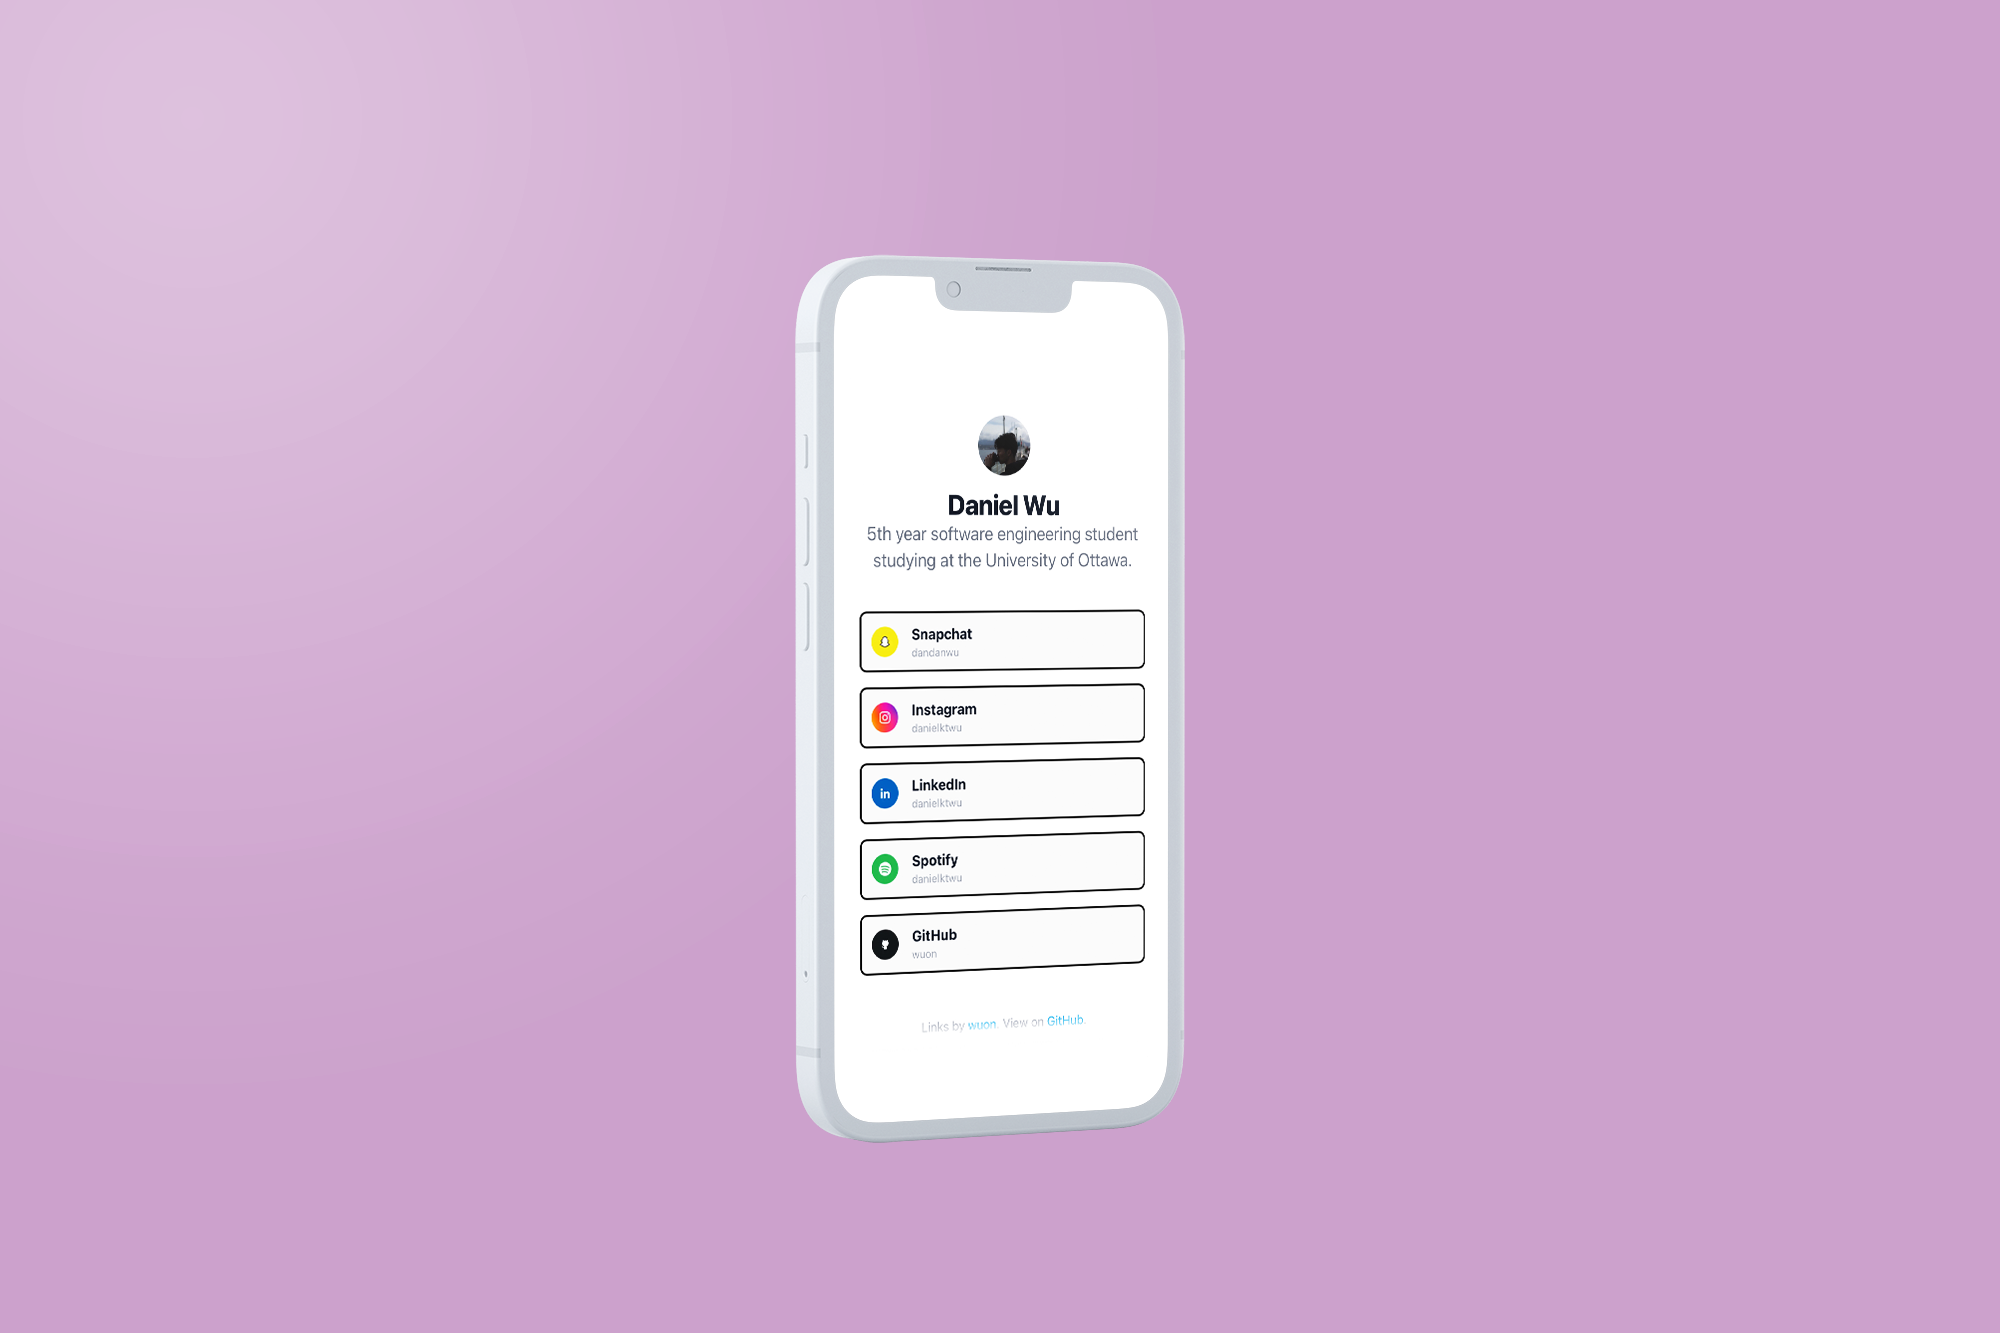 Daniel Wu
5th year software engineering student
studying at the University of Ottawa.
Snapchat
dandanwu
Instagram
danielktwu
in
LinkedIn
danielktwu
Spotify
danielktwu
GitHub
wuon
Links by wuon. View on GitHub.